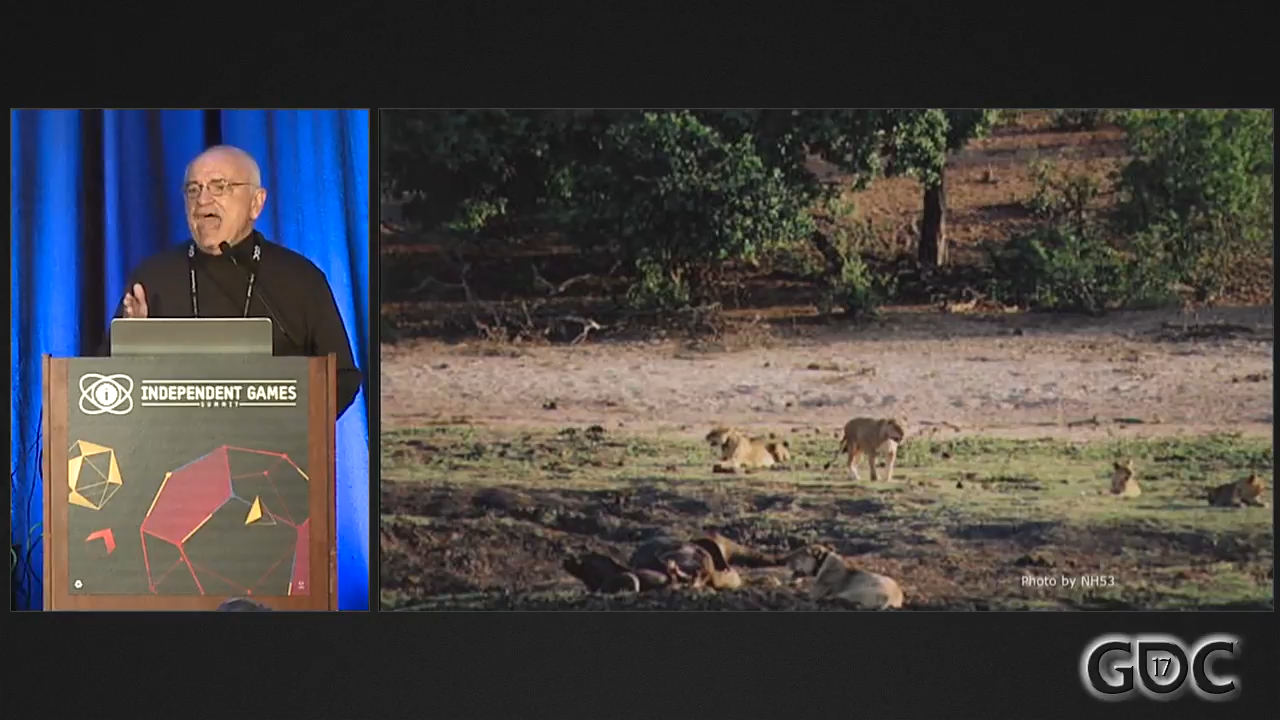 i
INDEPENDENT GAMES
SUMMIT
Photo by NH53
GDC
17